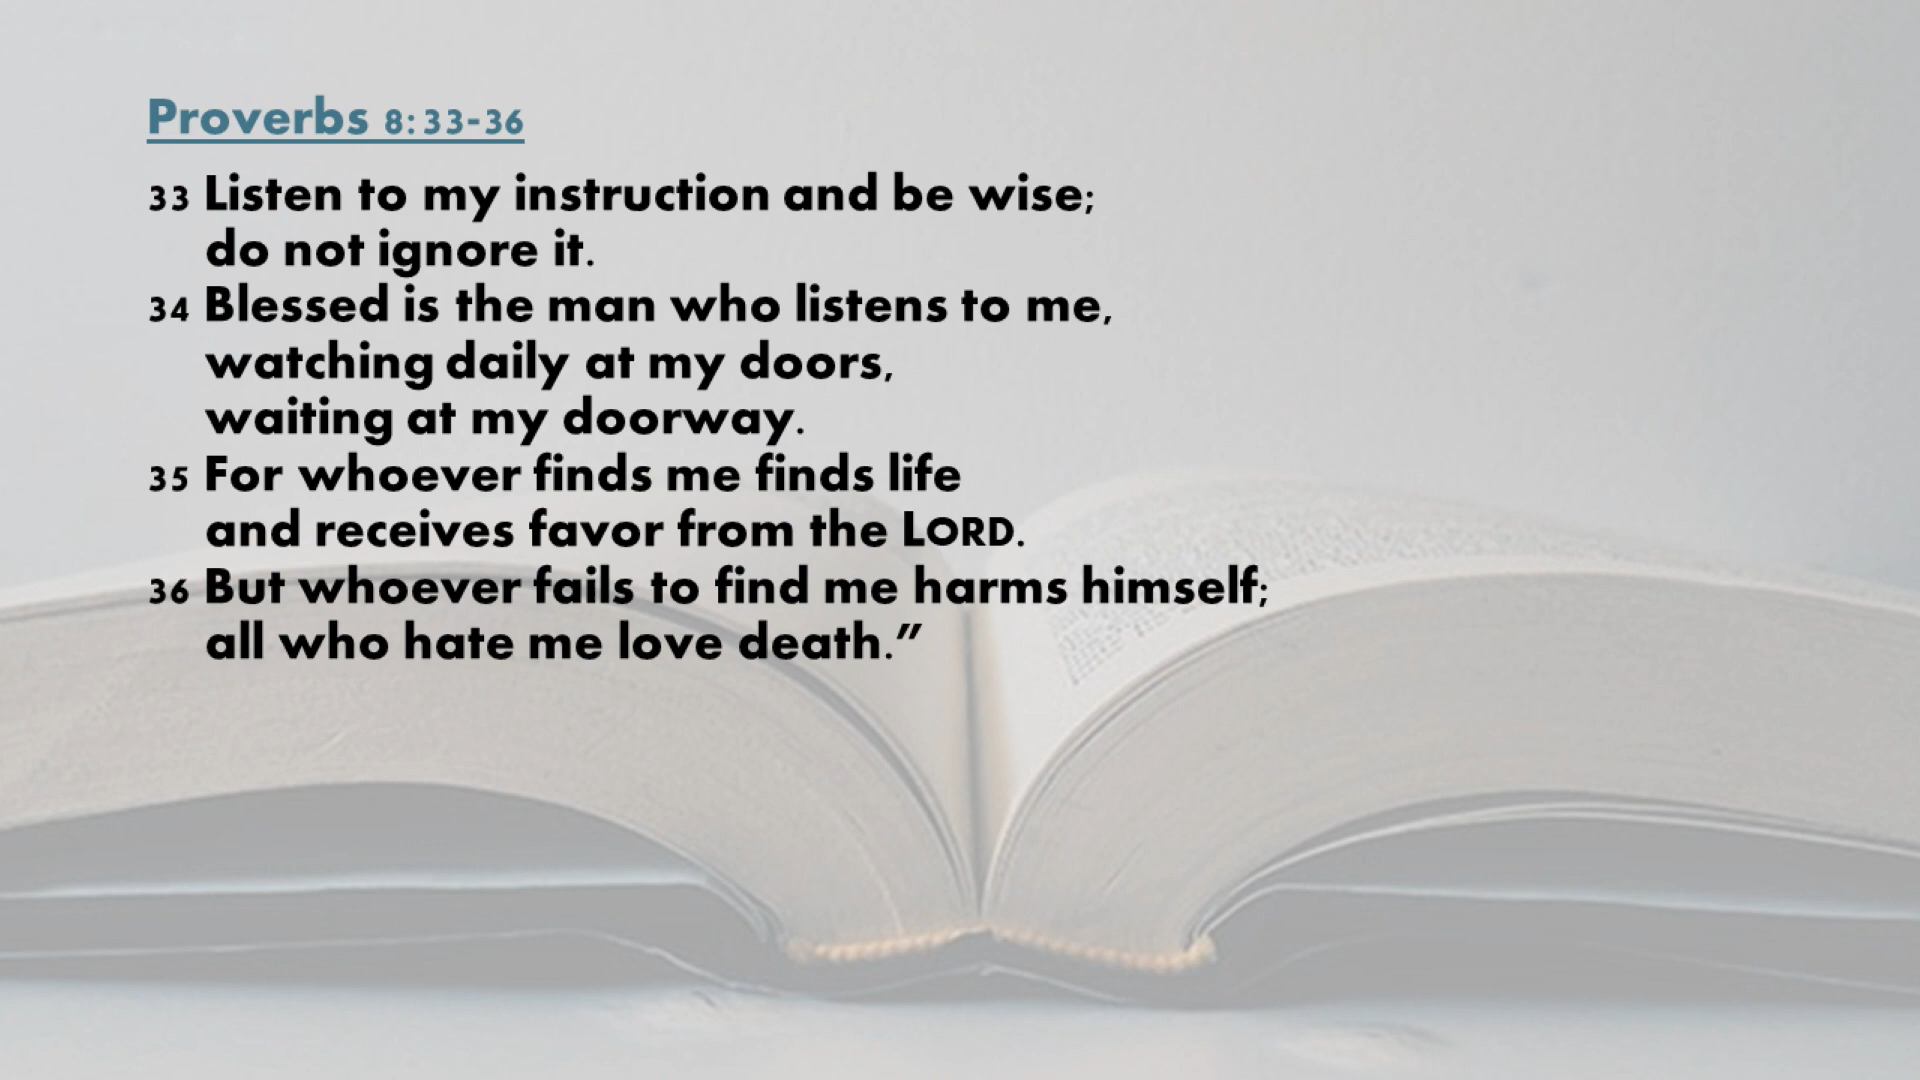 Proverbs 8:33-36
33 Listen to my instruction and be wise;
do not ignore it.
34 Blessed is the man who listens to me,
watching daily at my doors,
waiting at my doorway.
35 For whoever finds me finds life
and receives favor from the LORD.
36 But whoever fails to find me harms himself;
all who hate me love death.”